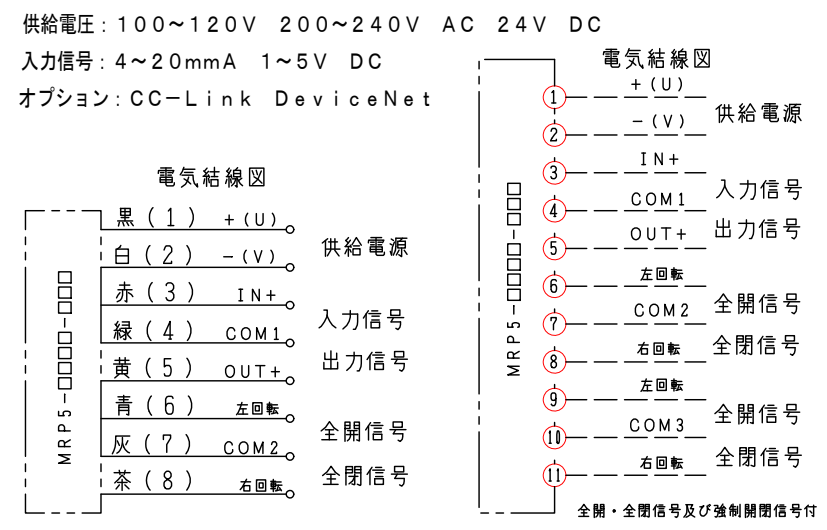 供給電圧：100～120V　200～240V　AC　24V　DC
入力信号：4～20mmA　1～5V　DC
オプション：CC－Link　DeviceNet
電気結線図
黒(1) +(U)
白(2) -(V)
供給電源
赤(3) IN+
緑(4) COM1
入力信号
黄(5) OUT+
出力信号
青(6) 左回転
灰(7) COM2
全開信号
茶(8) 右回転
全閉信号
MRP5-□□□□-□□□
電気結線図
① +(U)
② -(V)
供給電源
③ IN+
④ COM1
入力信号
⑤ OUT+
出力信号
⑥ 左回転
⑦ COM2
全開信号
⑧ 右回転
全閉信号
⑨ 左回転
⑩ COM3
全開信号
⑪ 右回転
全閉信号
MRP5-□□□□-□□□
全開・全閉信号及び強制開閉信号付